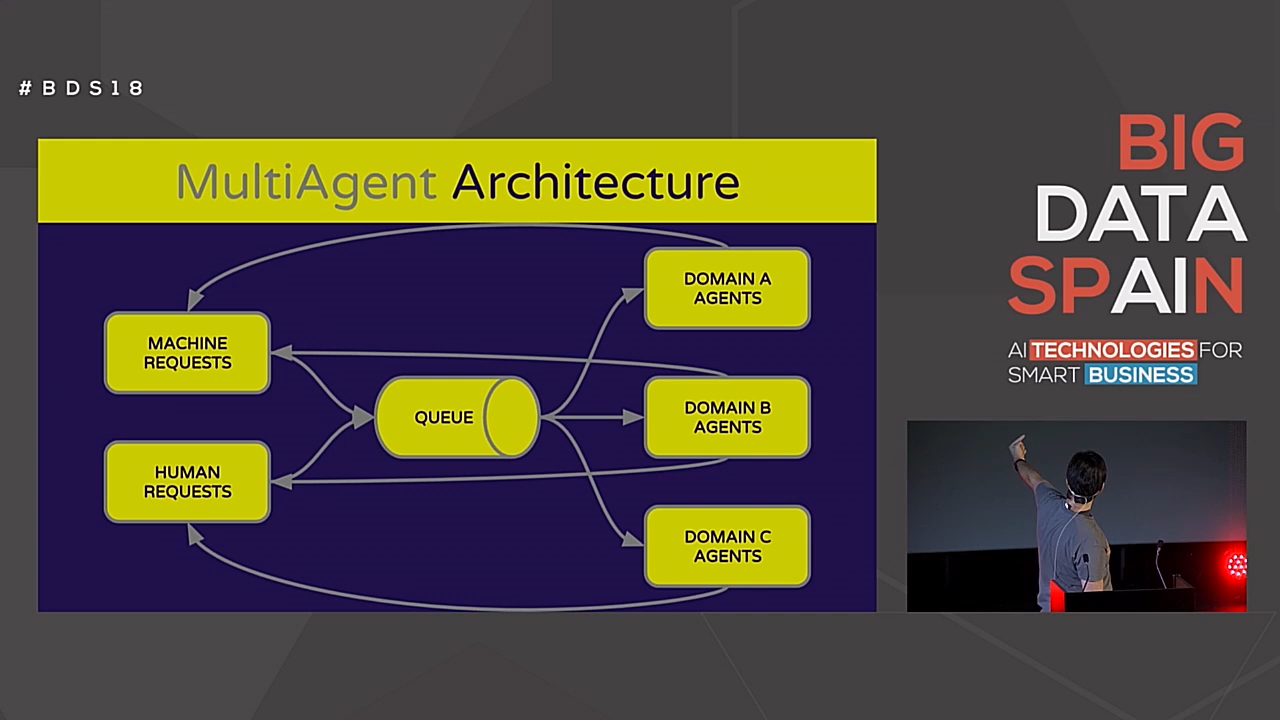 #BDS18
MultiAgent Architecture
MACHINE
REQUESTS
HUMAN
REQUESTS
QUEUE
DOMAIN A
AGENTS
DOMAIN B
AGENTS
DOMAIN C
AGENTS
BIG
DATA
SPAIN
AI TECHNOLOGIES FOR
SMART BUSINESS